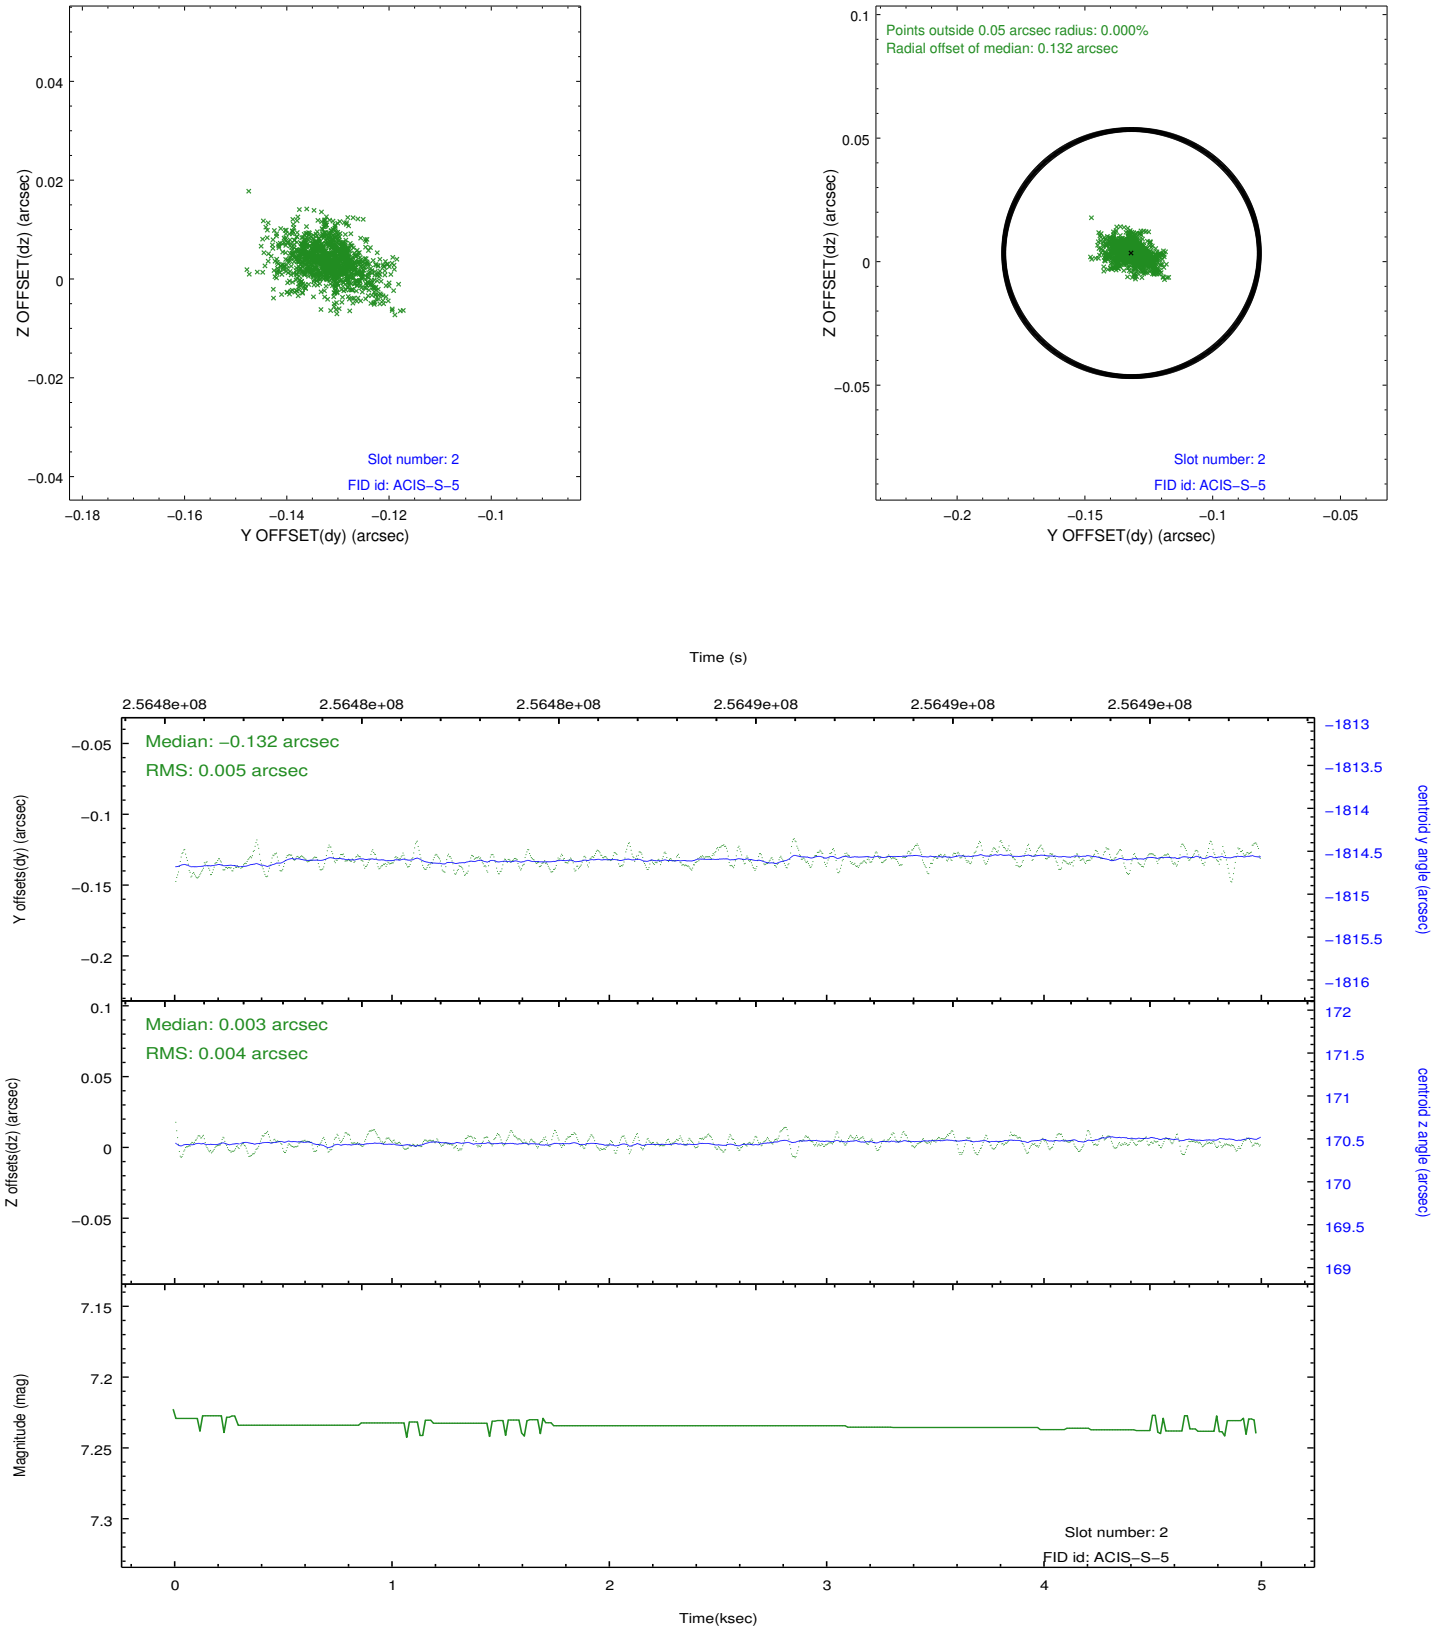 0.04
0.02
0
−0.02
−0.04
Z OFFSET(dz) (arcsec)
Slot number: 2
FID id: ACIS−S−5
−0.18 −0.16 −0.14 −0.12 −0.1
Y OFFSET(dy) (arcsec)
Points outside 0.05 arcsec radius: 0.000%
Radial offset of median: 0.132 arcsec
0.1
0.05
0
−0.05
Z OFFSET(dz) (arcsec)
Slot number: 2
FID id: ACIS−S−5
−0.2 −0.15 −0.1 −0.05
Y OFFSET(dy) (arcsec)
Time (s)
2.5648e+08 2.5648e+08 2.5648e+08 2.5649e+08 2.5649e+08 2.5649e+08
Median: −0.132 arcsec
RMS: 0.005 arcsec
−0.05
−0.1
−0.15
−0.2
Y offsets(dy) (arcsec)
−1813
−1813.5
−1814
−1814.5
−1815
−1815.5
−1816
centroid y angle (arcsec)
Median: 0.003 arcsec
RMS: 0.004 arcsec
0.1
0.05
0
−0.05
Z offsets(dz) (arcsec)
172
171.5
171
170.5
170
169.5
169
centroid z angle (arcsec)
7.15
7.2
7.25
7.3
Magnitude (mag)
Slot number: 2
FID id: ACIS−S−5
0 1 2 3 4 5
Time(ksec)